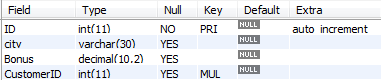 Field Type Null Key Default Extra
ID int(11) NO PRI NULL auto_increment
city varchar(30) YES NULL
Bonus decimal(10,2) YES NULL
CustomerID int(11) YES MUL NULL